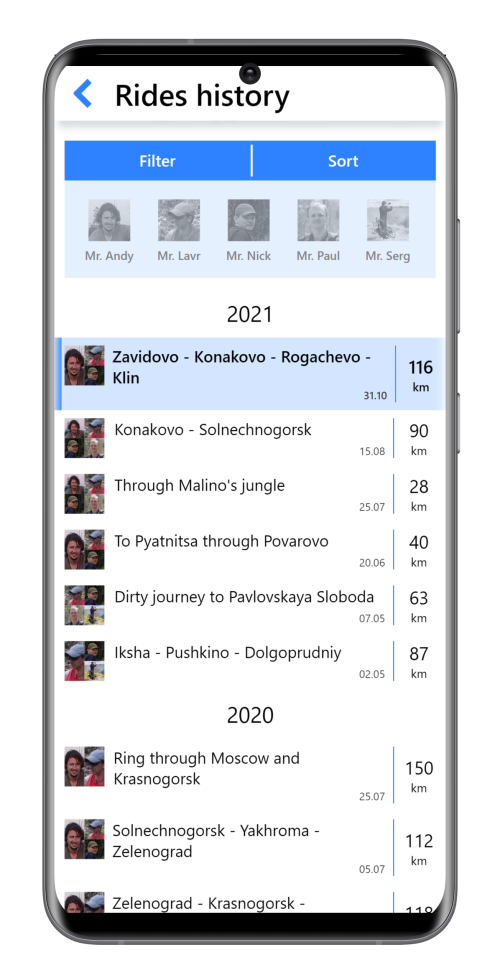 Rides history
Filter Sort
Mr. Andy Mr. Lavr Mr. Nick Mr. Paul Mr. Serg
2021
Zavidovo - Konakovo - Rogachevo -
Klin
31.10
116
km
Konakovo - Solnechnogorsk
15.08
90
km
Through Malino's jungle
25.07
28
km
To Pyatnitsa through Povarovo
20.06
40
km
Dirty journey to Pavlovskaya Sloboda
07.05
63
km
Iksha - Pushkino - Dolgoprudniy
02.05
87
km
2020
Ring through Moscow and
Krasnogorsk
25.07
150
km
Solnechnogorsk - Yakhroma -
Zelenograd
05.07
112
km
Zelenograd - Krasnogorsk -